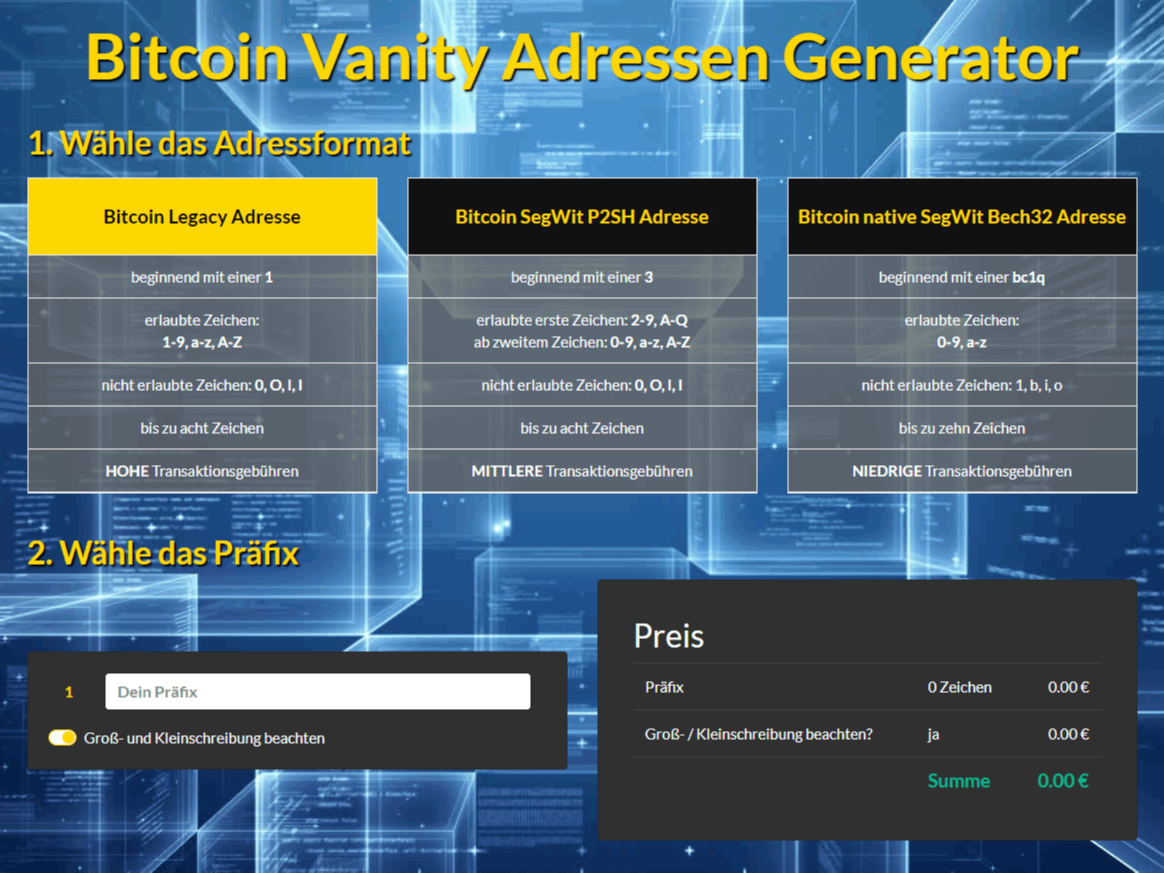 Bitcoin Vanity Adressen Generator
1. Wähle das Adressformat
Bitcoin Legacy Adresse
beginnend mit einer 1
erlaubte Zeichen:
1-9, a-z, A-Z
nicht erlaubte Zeichen: 0, O, l, I
bis zu acht Zeichen
HOHE Transaktionsgebühren
Bitcoin SegWit P2SH Adresse
beginnend mit einer 3
erlaubte erste Zeichen: 2-9, A-Q
ab zweitem Zeichen: 0-9, a-z, A-Z
nicht erlaubte Zeichen: 0, O, l, I
bis zu acht Zeichen
MITTLERE Transaktionsgebühren
Bitcoin native SegWit Bech32 Adresse
beginnend mit einer bc1q
erlaubte Zeichen:
0-9, a-z
nicht erlaubte Zeichen: 1, b, i, o
bis zu zehn Zeichen
NIEDRIGE Transaktionsgebühren
2. Wähle das Präfix
1 Dein Präfix
Groß- und Kleinschreibung beachten
Preis
Präfix 0 Zeichen 0.00 €
Groß- / Kleinschreibung beachten? ja 0.00 €
Summe 0.00 €